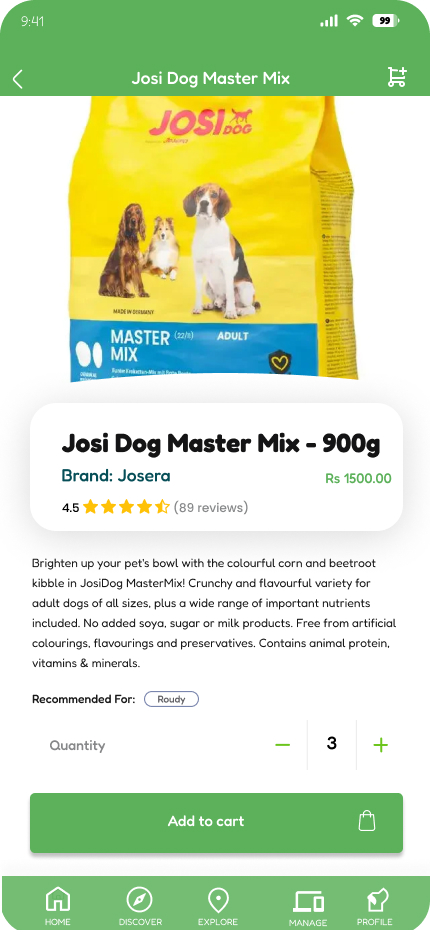 9:41
99
Josi Dog Master Mix
JOSI DOG
MADE IN GERMANY
MASTER (22/11) ADULT
MIX
Josi Dog Master Mix - 900g
Brand: Josera
Rs 1500.00
4.5 (89 reviews)
Brighten up your pet's bowl with the colourful corn and beetroot
kibble in JosiDog MasterMix! Crunchy and flavourful variety for
adult dogs of all sizes, plus a wide range of important nutrients
included. No added soya, sugar or milk products. Free from artificial
colourings, flavourings and preservatives. Contains animal protein,
vitamins & minerals.
Recommended For: Roudy
Quantity 3
Add to cart
HOME DISCOVER EXPLORE MANAGE PROFILE